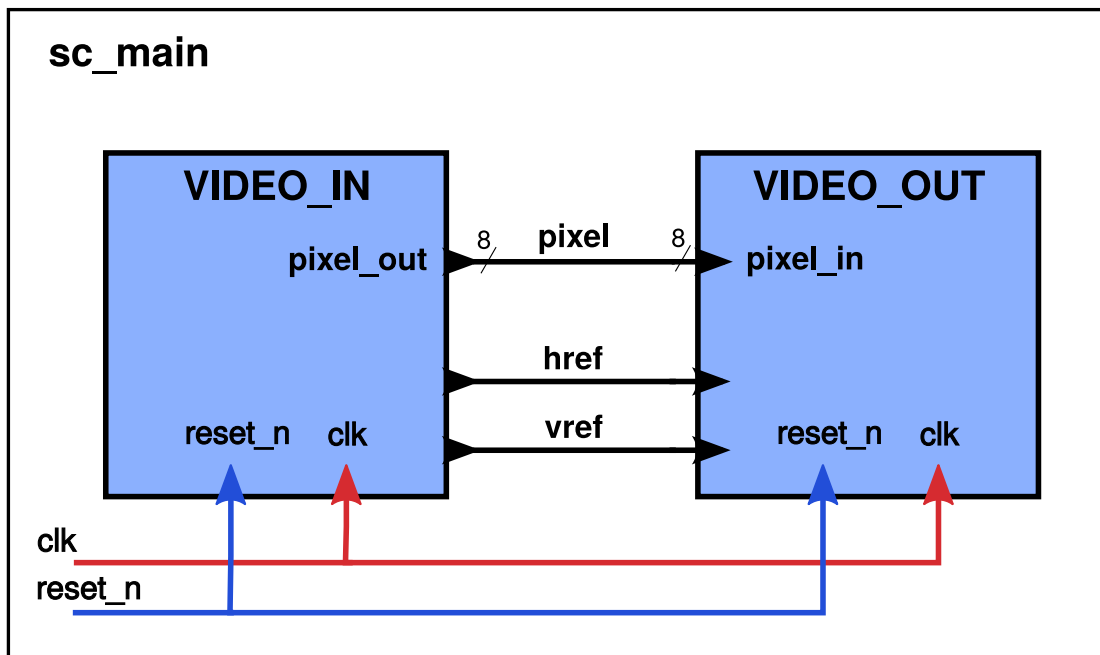 sc_main
VIDEO_IN
VIDEO_OUT
8
pixel
8
pixel_out
pixel_in
href
reset_n
clk
vref
reset_n
clk
clk
reset_n